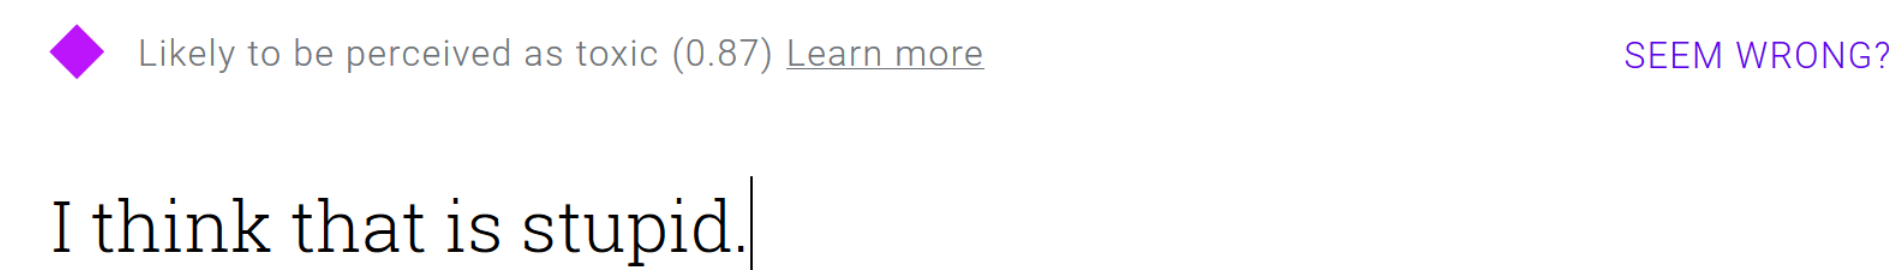 Likely to be perceived as toxic (0.87) Learn more
SEEM WRONG?
I think that is stupid.